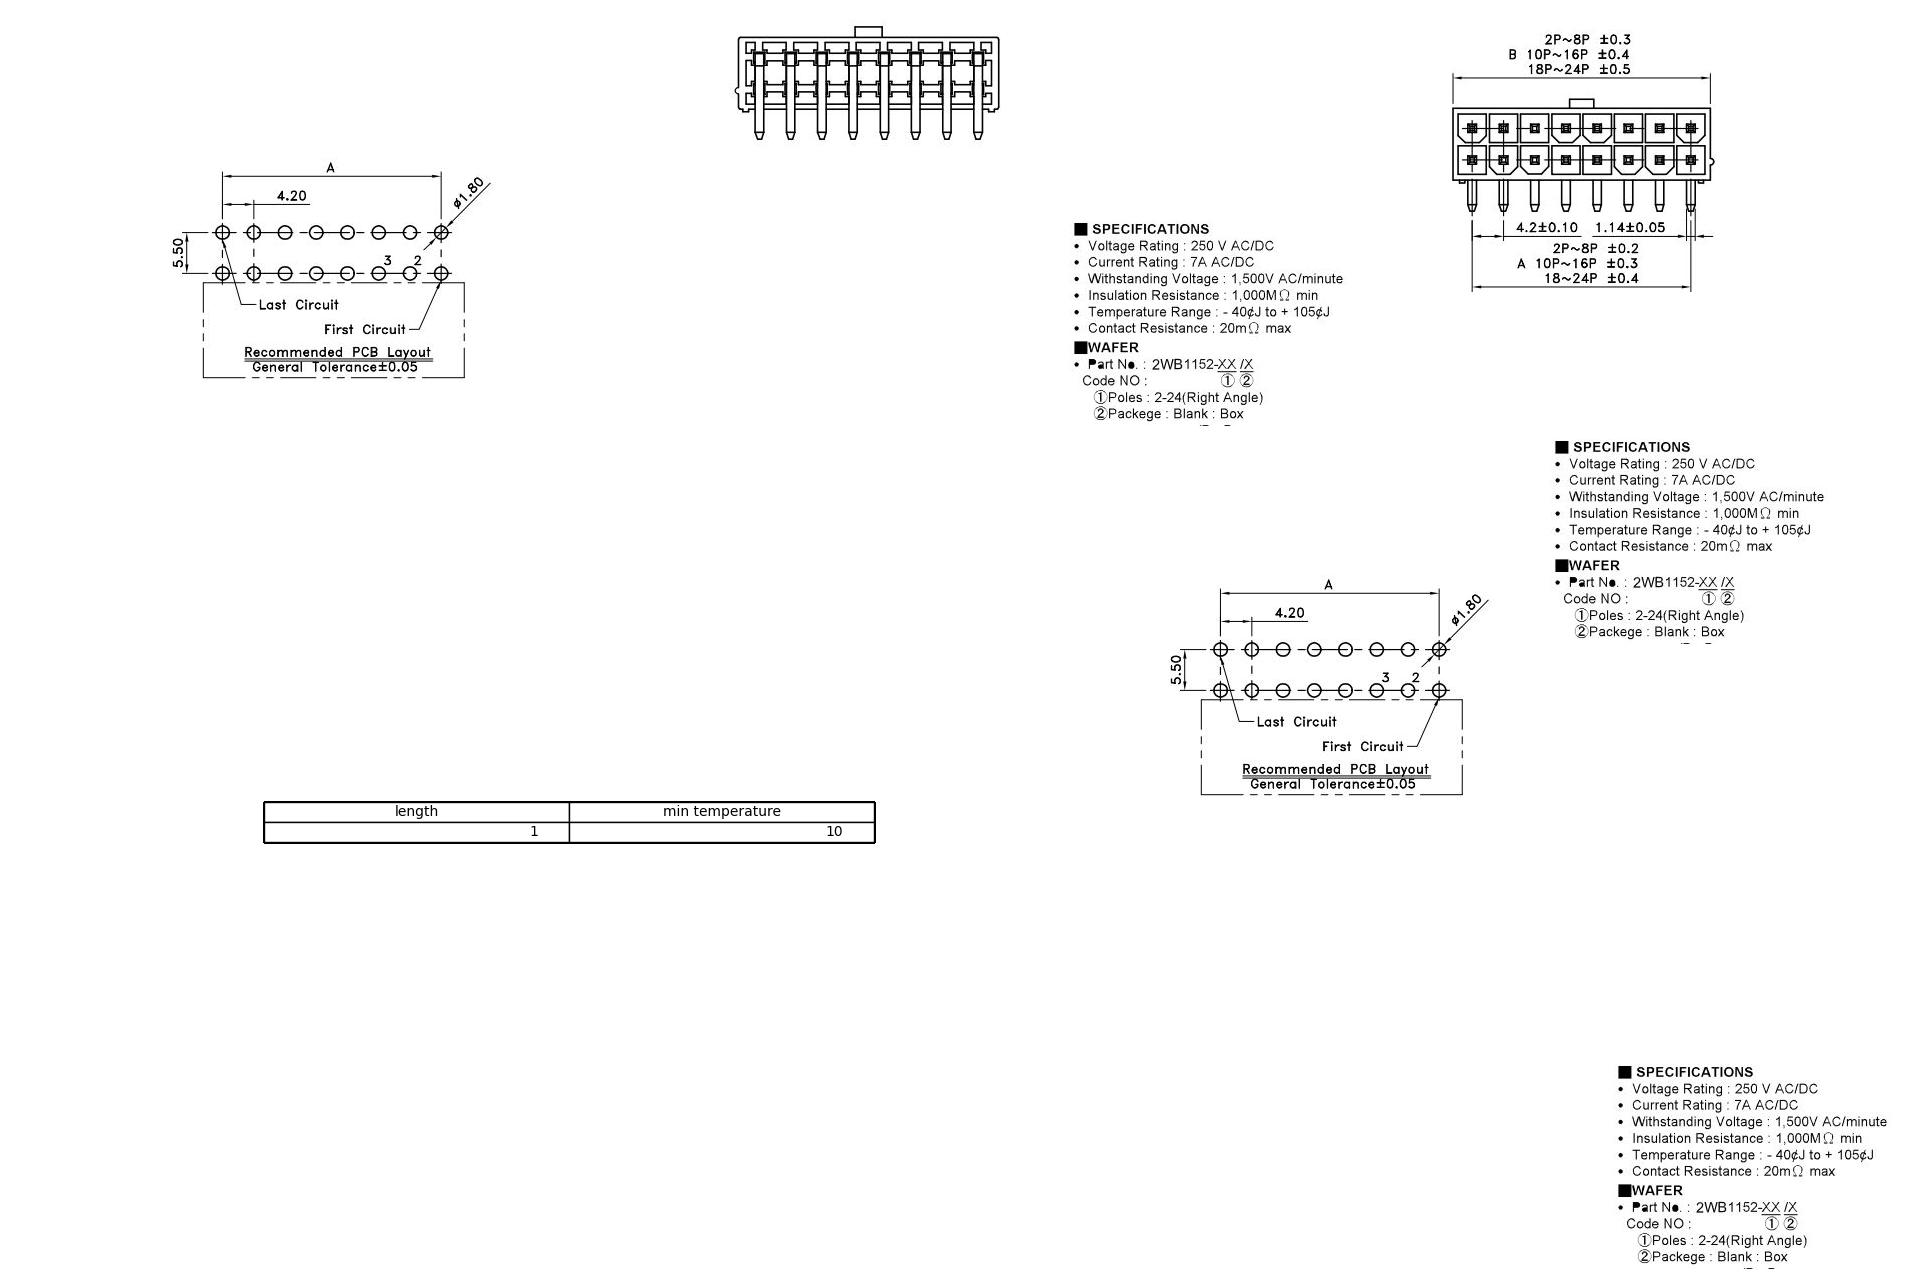 2P~8P ±0.3
B 10P~16P ±0.4
18P~24P ±0.5
4.2±0.10 1.14±0.05
2P~8P ±0.2
A 10P~16P ±0.3
18~24P ±0.4
A
4.20
ø1.80
5.50
3 2
Last Circuit
First Circuit
Recommended PCB Layout
General Tolerance±0.05
■ SPECIFICATIONS
• Voltage Rating : 250 V AC/DC
• Current Rating : 7A AC/DC
• Withstanding Voltage : 1,500V AC/minute
• Insulation Resistance : 1,000MΩ min
• Temperature Range : - 40¢J to + 105¢J
• Contact Resistance : 20mΩ max
■WAFER
• Part No. : 2WB1152-XX /X
Code NO : ① ②
①Poles : 2-24(Right Angle)
②Packege : Blank : Box
■ SPECIFICATIONS
• Voltage Rating : 250 V AC/DC
• Current Rating : 7A AC/DC
• Withstanding Voltage : 1,500V AC/minute
• Insulation Resistance : 1,000MΩ min
• Temperature Range : - 40¢J to + 105¢J
• Contact Resistance : 20mΩ max
■WAFER
• Part No. : 2WB1152-XX /X
Code NO : ① ②
①Poles : 2-24(Right Angle)
②Packege : Blank : Box
A
4.20
ø1.80
5.50
3 2
Last Circuit
First Circuit
Recommended PCB Layout
General Tolerance±0.05
length min temperature
1 10
■ SPECIFICATIONS
• Voltage Rating : 250 V AC/DC
• Current Rating : 7A AC/DC
• Withstanding Voltage : 1,500V AC/minute
• Insulation Resistance : 1,000MΩ min
• Temperature Range : - 40¢J to + 105¢J
• Contact Resistance : 20mΩ max
■WAFER
• Part No. : 2WB1152-XX /X
Code NO : ① ②
①Poles : 2-24(Right Angle)
②Packege : Blank : Box